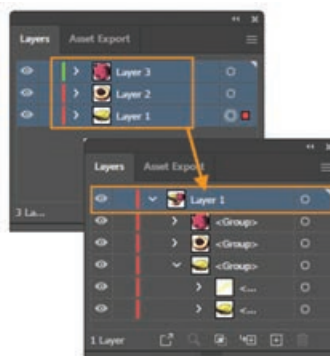 Layers Asset Export
Layer 3
Layer 2
Layer 1
3 La...
Layers Asset Export
Layer 1
<Group>
<Group>
<Group>
<...
<...
1 Layer